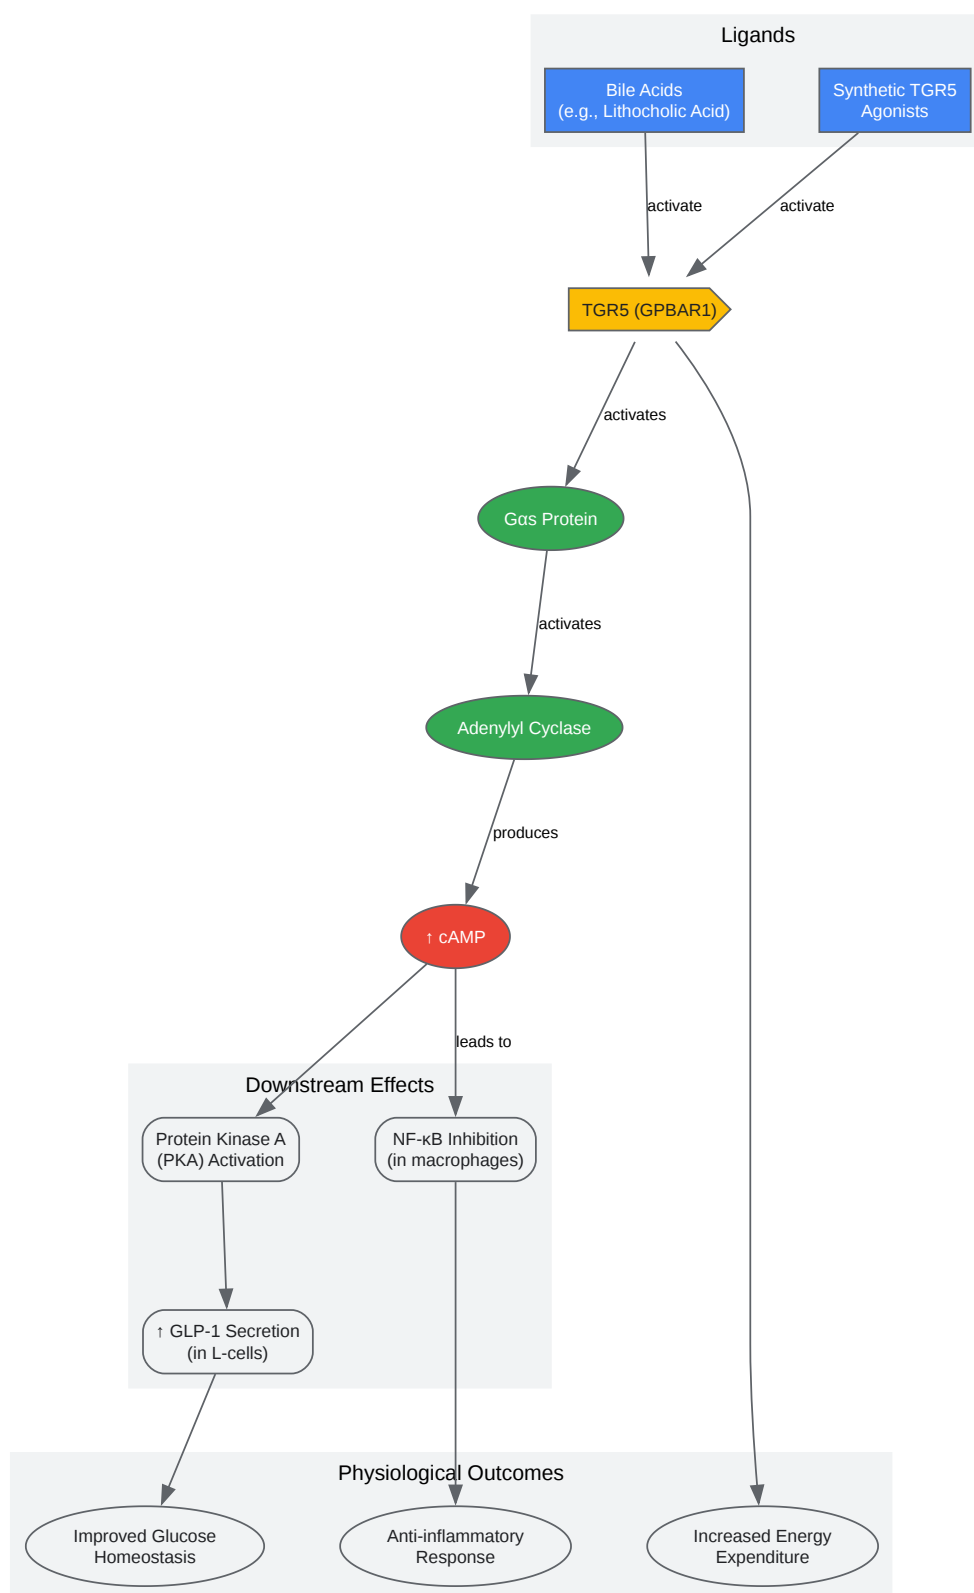 Ligands
Bile Acids
(e.g., Lithocholic Acid)
Synthetic TGR5
Agonists
activate
activate
TGR5 (GPBAR1)
activates
Gαs Protein
activates
Adenylyl Cyclase
produces
↑ cAMP
leads to
Downstream Effects
Protein Kinase A
(PKA) Activation
NF-κB Inhibition
(in macrophages)
↑ GLP-1 Secretion
(in L-cells)
Physiological Outcomes
Improved Glucose
Homeostasis
Anti-inflammatory
Response
Increased Energy
Expenditure